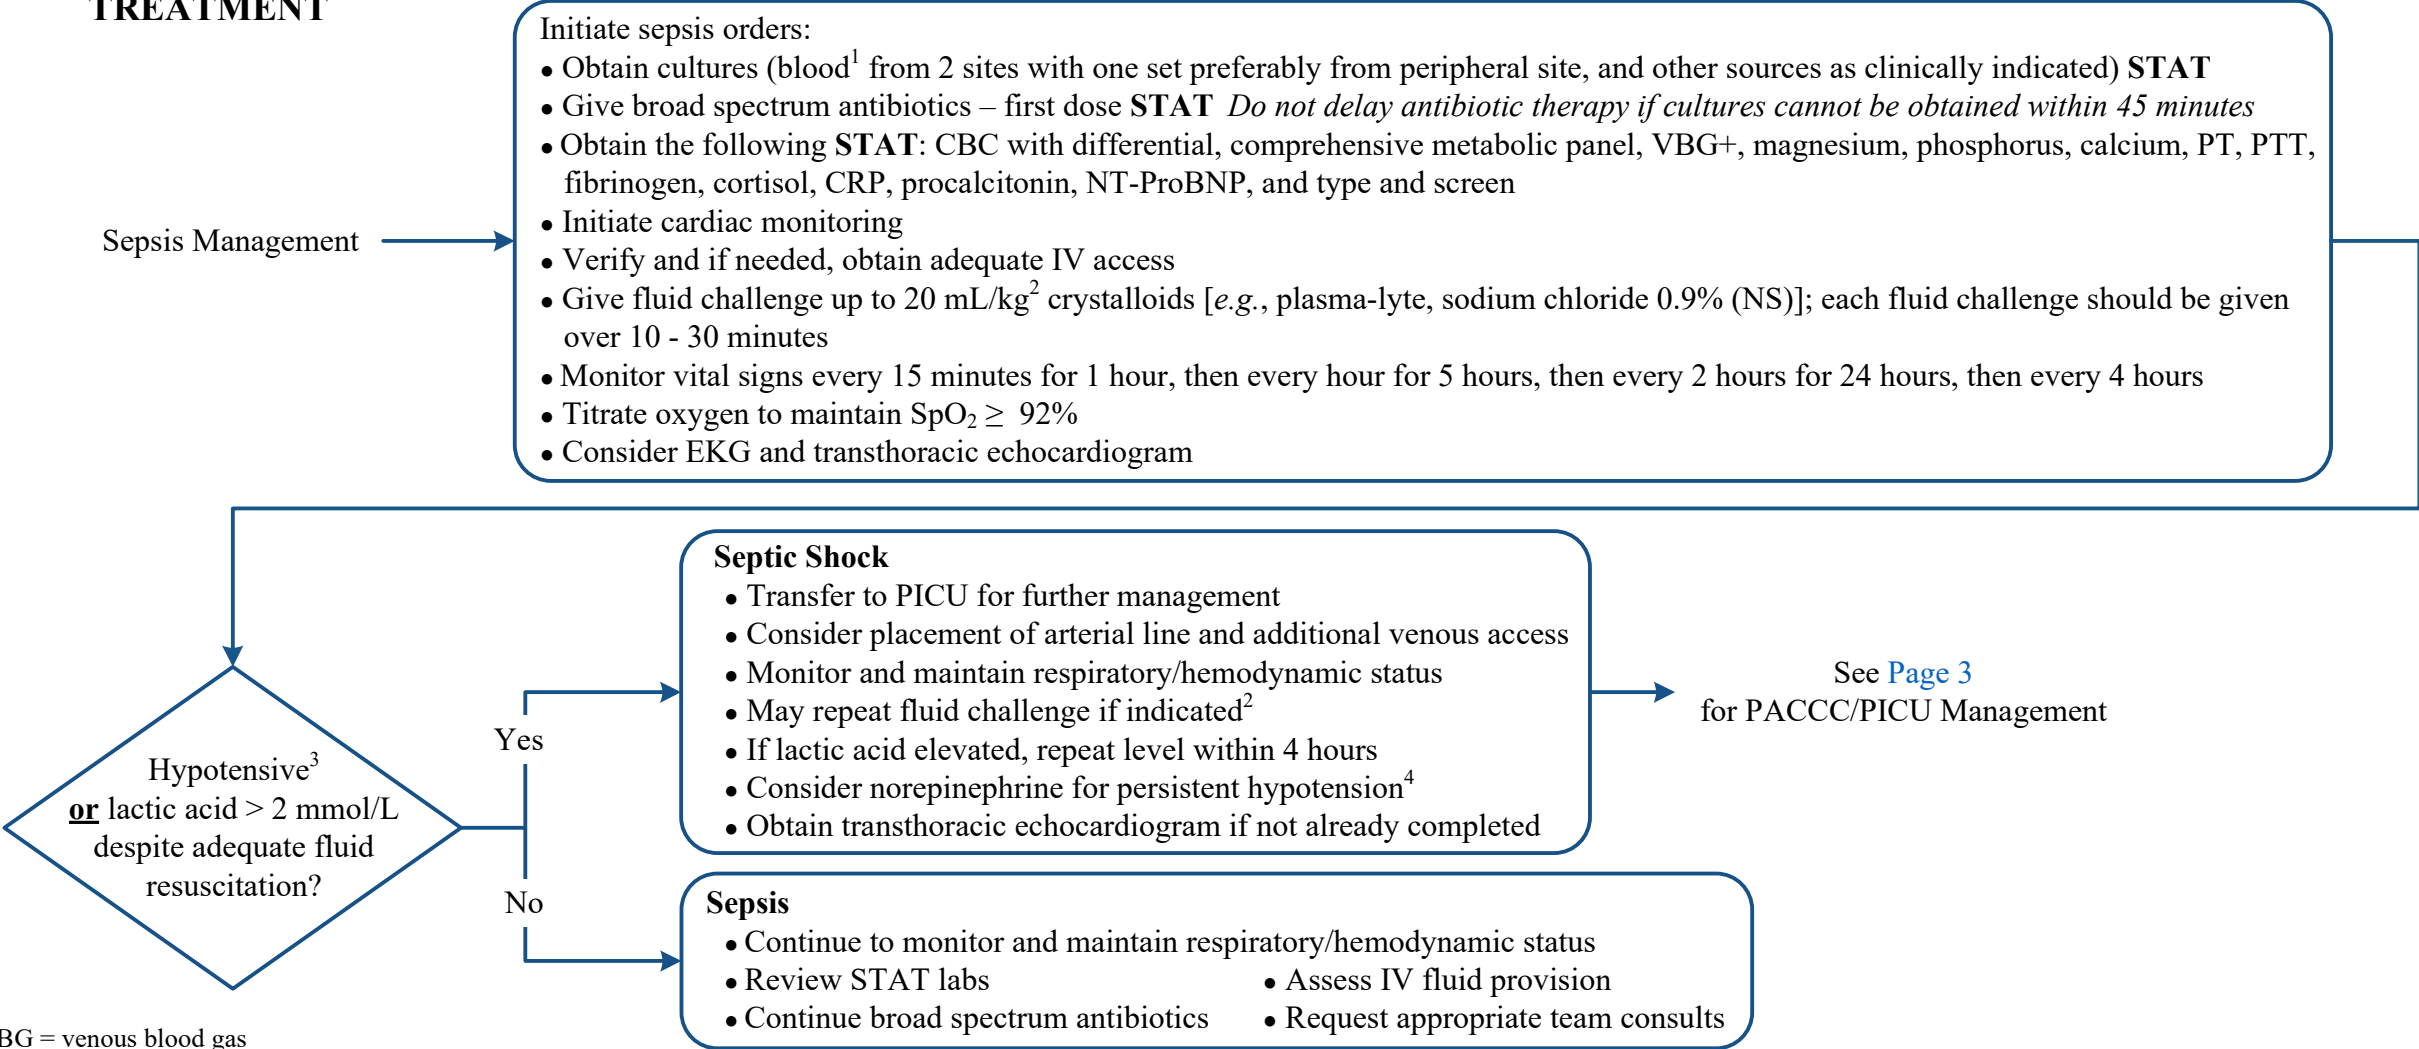 TREATMENT
Initiate sepsis orders:
● Obtain cultures (blood¹ from 2 sites with one set preferably from peripheral site, and other sources as clinically indicated) STAT
● Give broad spectrum antibiotics – first dose STAT Do not delay antibiotic therapy if cultures cannot be obtained within 45 minutes
● Obtain the following STAT: CBC with differential, comprehensive metabolic panel, VBG+, magnesium, phosphorus, calcium, PT, PTT,
fibrinogen, cortisol, CRP, procalcitonin, NT-ProBNP, and type and screen
● Initiate cardiac monitoring
● Verify and if needed, obtain adequate IV access
● Give fluid challenge up to 20 mL/kg² crystalloids [e.g., plasma-lyte, sodium chloride 0.9% (NS)]; each fluid challenge should be given
over 10 - 30 minutes
● Monitor vital signs every 15 minutes for 1 hour, then every hour for 5 hours, then every 2 hours for 24 hours, then every 4 hours
● Titrate oxygen to maintain SpO₂ ≥ 92%
● Consider EKG and transthoracic echocardiogram
Sepsis Management
Hypotensive³
or lactic acid > 2 mmol/L
despite adequate fluid
resuscitation?
Yes
No
Septic Shock
● Transfer to PICU for further management
● Consider placement of arterial line and additional venous access
● Monitor and maintain respiratory/hemodynamic status
● May repeat fluid challenge if indicated²
● If lactic acid elevated, repeat level within 4 hours
● Consider norepinephrine for persistent hypotension⁴
● Obtain transthoracic echocardiogram if not already completed
See Page 3
for PACCC/PICU Management
Sepsis
● Continue to monitor and maintain respiratory/hemodynamic status
● Review STAT labs
● Assess IV fluid provision
● Continue broad spectrum antibiotics
● Request appropriate team consults
BG = venous blood gas